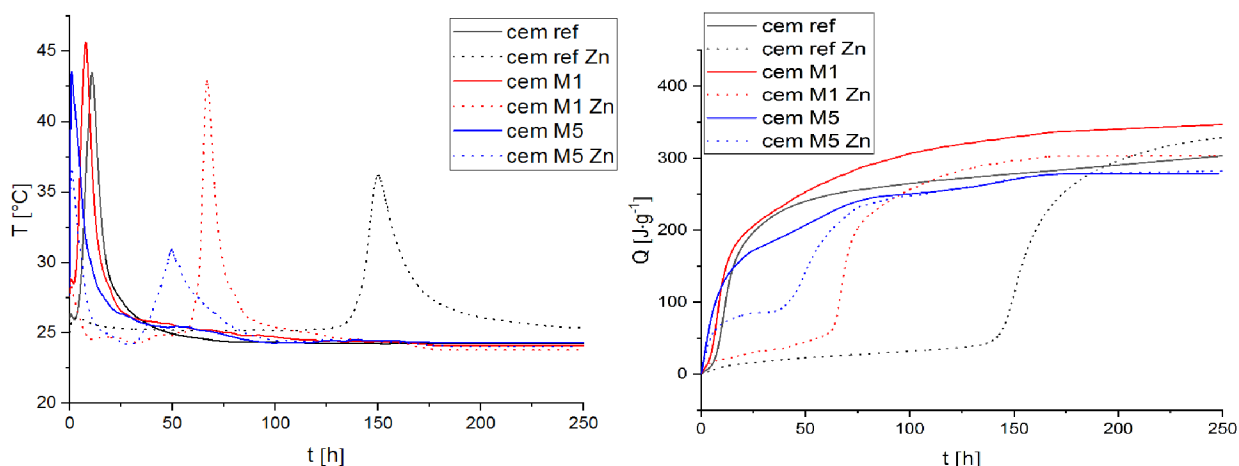 45
40
35
30
25
20
T [°C]
0
50
100
150
200
250
t [h]
cem ref
cem ref Zn
cem M1
cem M1 Zn
cem M5
cem M5 Zn
400
300
200
100
0
Q [J·g⁻¹]
0
50
100
150
200
250
t [h]
cem ref
cem ref Zn
cem M1
cem M1 Zn
cem M5
cem M5 Zn